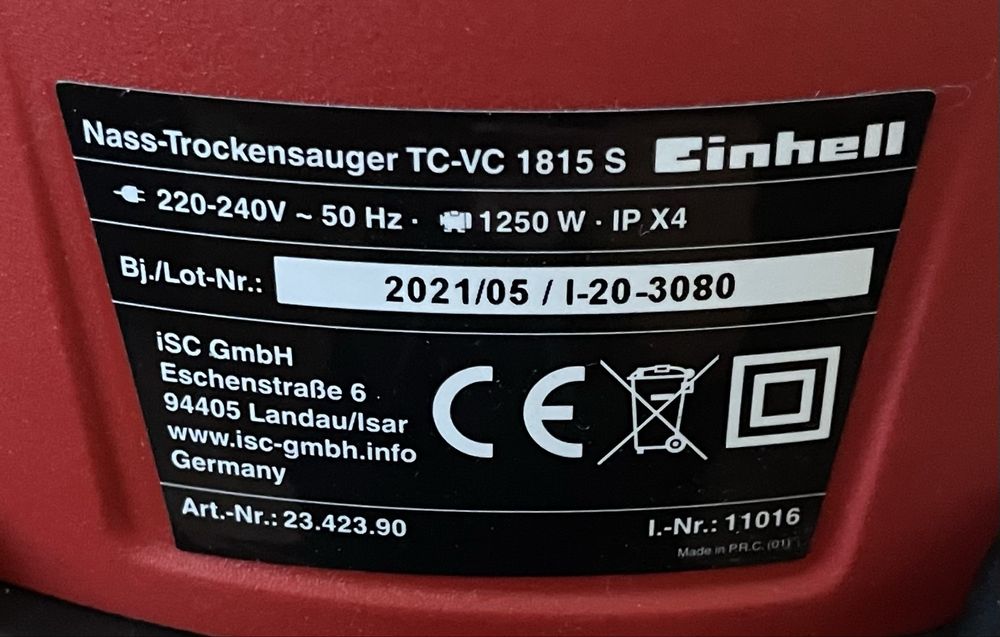 Nass-Trockensauger TC-VC 1815 S Einhell
220-240V ~ 50 Hz · 1250 W · IP X4
Bj./Lot-Nr.: 2021/05 / I-20-3080
iSC GmbH
Eschenstraße 6
94405 Landau/Isar
www.isc-gmbh.info
Germany
CE
Art.-Nr.: 23.423.90
I.-Nr.: 11016
Made in P.R.C. (01)